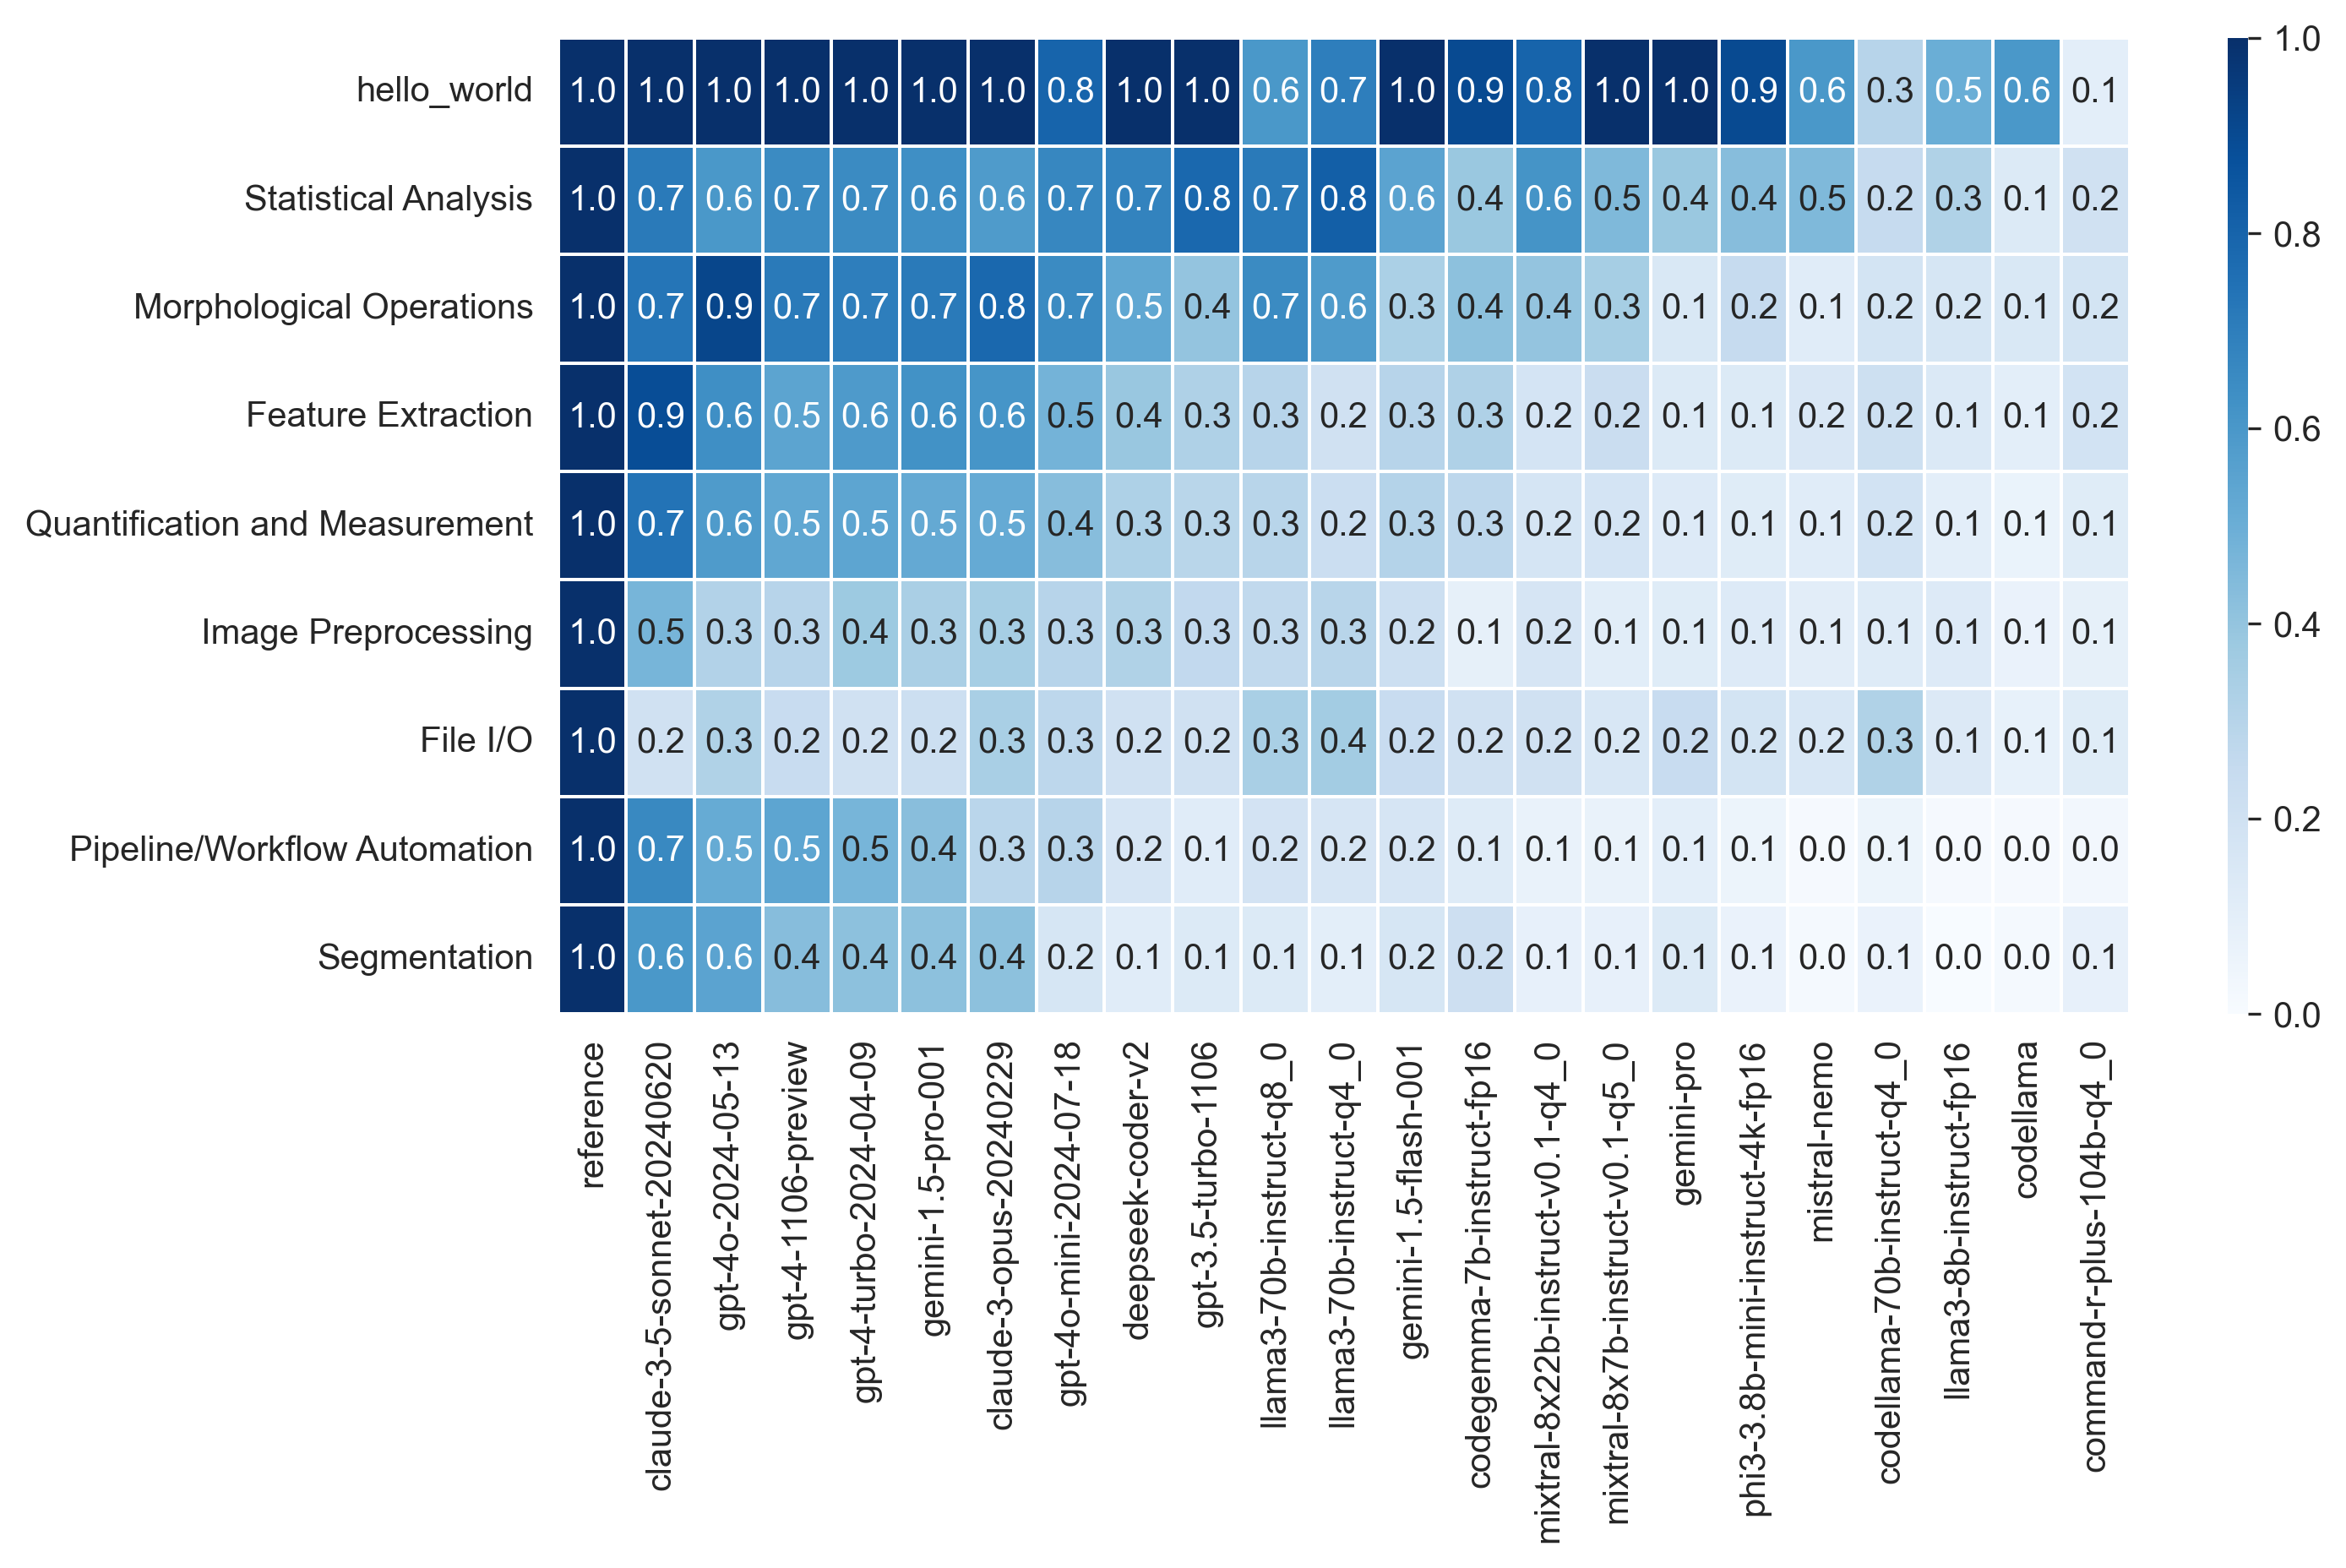 hello_world 1.0 1.0 1.0 1.0 1.0 1.0 1.0 0.8 1.0 1.0 0.6 0.7 1.0 0.9 0.8 1.0 1.0 0.9 0.6 0.3 0.5 0.6 0.1
Statistical Analysis 1.0 0.7 0.6 0.7 0.7 0.6 0.6 0.7 0.7 0.8 0.7 0.8 0.6 0.4 0.6 0.5 0.4 0.4 0.5 0.2 0.3 0.1 0.2
Morphological Operations 1.0 0.7 0.9 0.7 0.7 0.7 0.8 0.7 0.5 0.4 0.7 0.6 0.3 0.4 0.4 0.3 0.1 0.2 0.1 0.2 0.2 0.1 0.2
Feature Extraction 1.0 0.9 0.6 0.5 0.6 0.6 0.6 0.5 0.4 0.3 0.3 0.2 0.3 0.3 0.2 0.2 0.1 0.1 0.2 0.2 0.1 0.1 0.2
Quantification and Measurement 1.0 0.7 0.6 0.5 0.5 0.5 0.5 0.4 0.3 0.3 0.3 0.2 0.3 0.3 0.2 0.2 0.1 0.1 0.1 0.2 0.1 0.1 0.1
Image Preprocessing 1.0 0.5 0.3 0.3 0.4 0.3 0.3 0.3 0.3 0.3 0.3 0.3 0.2 0.1 0.2 0.1 0.1 0.1 0.1 0.1 0.1 0.1 0.1
File I/O 1.0 0.2 0.3 0.2 0.2 0.2 0.3 0.3 0.2 0.2 0.3 0.4 0.2 0.2 0.2 0.2 0.2 0.2 0.2 0.3 0.1 0.1 0.1
Pipeline/Workflow Automation 1.0 0.7 0.5 0.5 0.5 0.4 0.3 0.3 0.2 0.1 0.2 0.2 0.2 0.1 0.1 0.1 0.1 0.1 0.0 0.1 0.0 0.0 0.0
Segmentation 1.0 0.6 0.6 0.4 0.4 0.4 0.4 0.2 0.1 0.1 0.1 0.1 0.2 0.2 0.1 0.1 0.1 0.1 0.0 0.1 0.0 0.0 0.1
reference
claude-3-5-sonnet-20240620
gpt-4o-2024-05-13
gpt-4-1106-preview
gpt-4-turbo-2024-04-09
gemini-1.5-pro-001
claude-3-opus-20240229
gpt-4o-mini-2024-07-18
deepseek-coder-v2
gpt-3.5-turbo-1106
llama3-70b-instruct-q8_0
llama3-70b-instruct-q4_0
gemini-1.5-flash-001
codegemma-7b-instruct-fp16
mixtral-8x22b-instruct-v0.1-q4_0
mixtral-8x7b-instruct-v0.1-q5_0
gemini-pro
phi3-3.8b-mini-instruct-4k-fp16
mistral-nemo
codellama-70b-instruct-q4_0
llama3-8b-instruct-fp16
codellama
command-r-plus-104b-q4_0
1.0
0.8
0.6
0.4
0.2
0.0